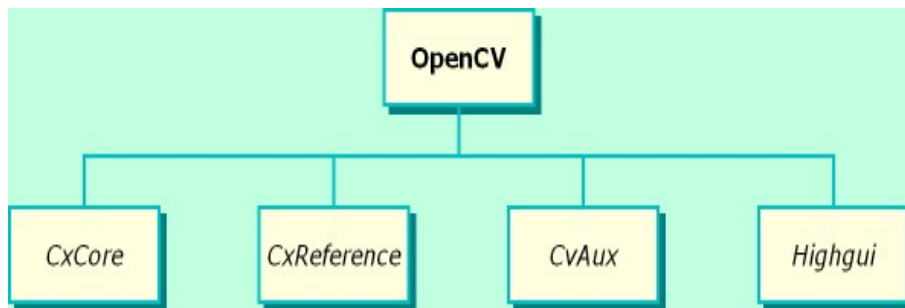 OpenCV
CxCore
CxReference
CvAux
Highgui